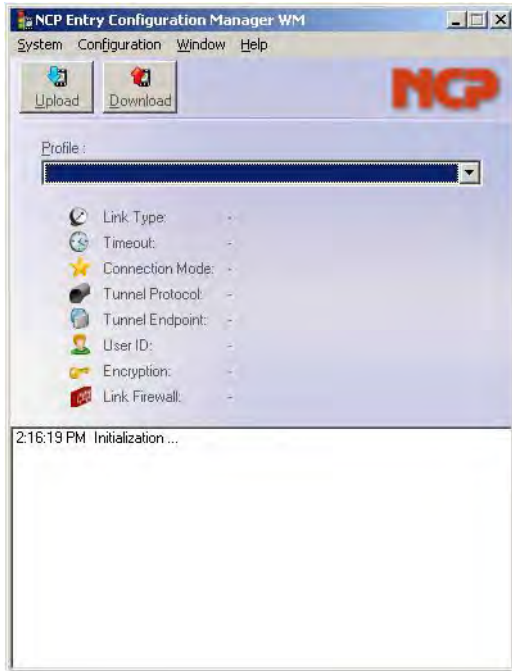 NCP Entry Configuration Manager WM
System Configuration Window Help
Upload Download
NCP
Profile :
Link Type: -
Timeout: -
Connection Mode: -
Tunnel Protocol: -
Tunnel Endpoint: -
User ID: -
Encryption: -
Link Firewall: -
2:16:19 PM Initialization ...